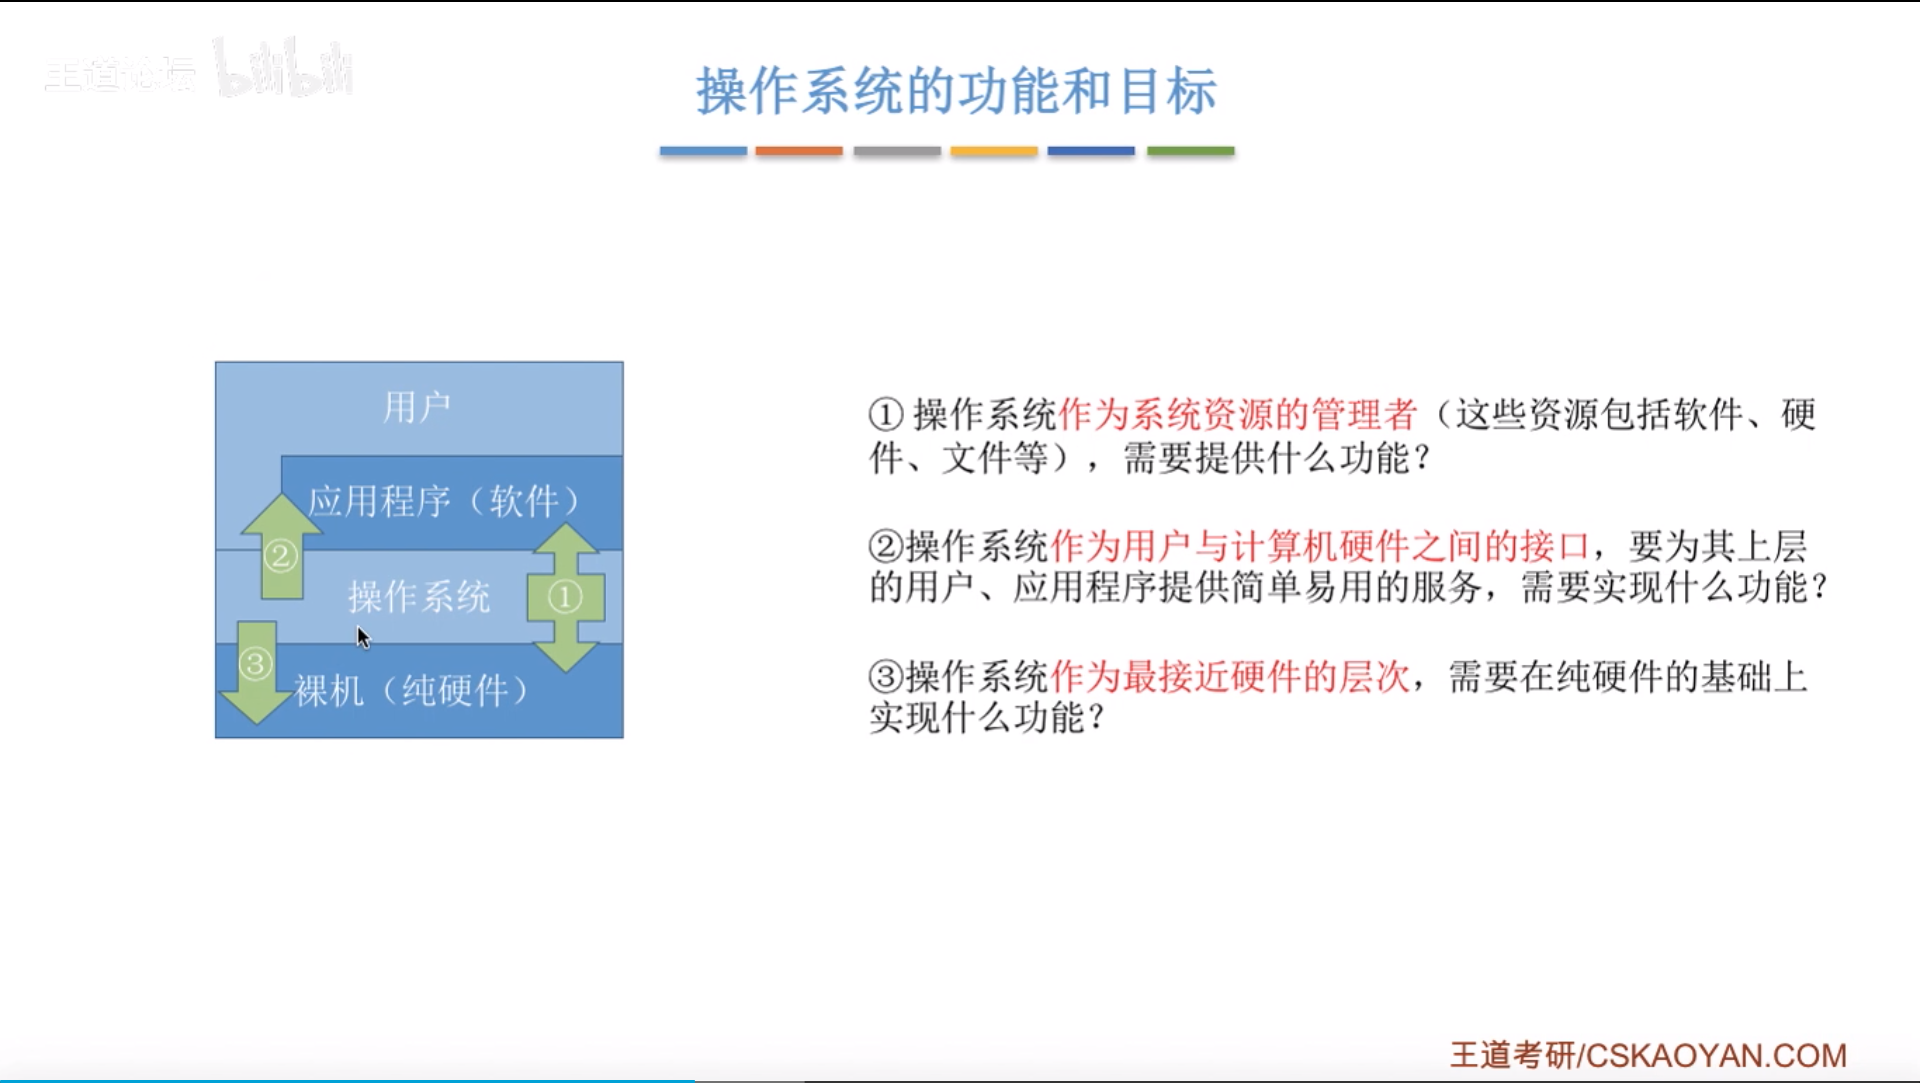 王道论坛 bilibili
操作系统的功能和目标
用户
应用程序（软件）
②
操作系统
①
③
裸机（纯硬件）
① 操作系统作为系统资源的管理者（这些资源包括软件、硬
件、文件等），需要提供什么功能？
②操作系统作为用户与计算机硬件之间的接口，要为其上层
的用户、应用程序提供简单易用的服务，需要实现什么功能？
③操作系统作为最接近硬件的层次，需要在纯硬件的基础上
实现什么功能？
王道考研/CSKAOYAN.COM